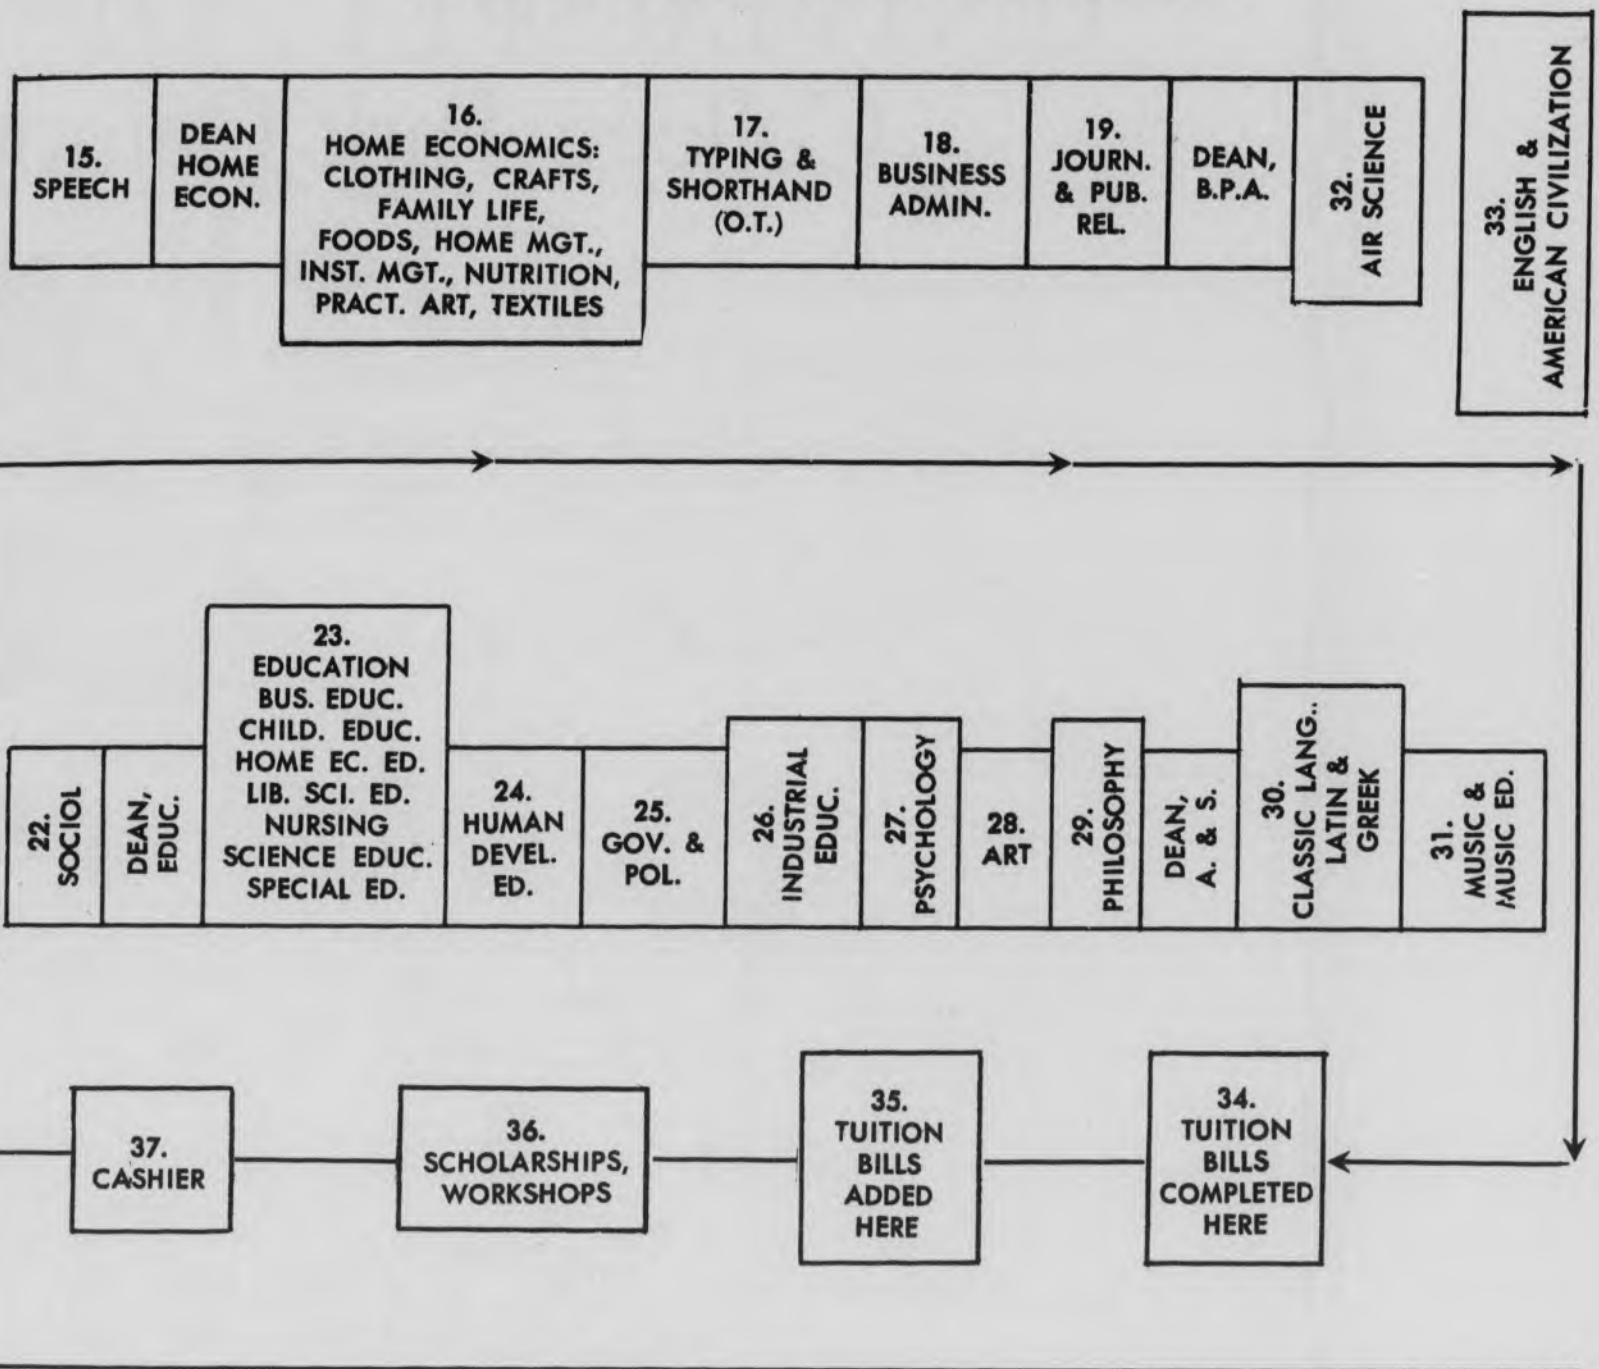 15.
SPEECH
DEAN
HOME
ECON.
16.
HOME ECONOMICS:
CLOTHING, CRAFTS,
FAMILY LIFE,
FOODS, HOME MGT.,
INST. MGT., NUTRITION,
PRACT. ART, TEXTILES
17.
TYPING &
SHORTHAND
(O.T.)
18.
BUSINESS
ADMIN.
19.
JOURN.
& PUB.
REL.
DEAN,
B.P.A.
32.
AIR SCIENCE
33.
ENGLISH &
AMERICAN CIVILIZATION
22.
SOCIOL
DEAN,
EDUC.
23.
EDUCATION
BUS. EDUC.
CHILD. EDUC.
HOME EC. ED.
LIB. SCI. ED.
NURSING
SCIENCE EDUC.
SPECIAL ED.
24.
HUMAN
DEVEL.
ED.
25.
GOV. &
POL.
26.
INDUSTRIAL
EDUC.
27.
PSYCHOLOGY
28.
ART
29.
PHILOSOPHY
DEAN,
A. & S.
30.
CLASSIC LANG..
LATIN &
GREEK
31.
MUSIC &
MUSIC ED.
37.
CASHIER
36.
SCHOLARSHIPS,
WORKSHOPS
35.
TUITION
BILLS
ADDED
HERE
34.
TUITION
BILLS
COMPLETED
HERE